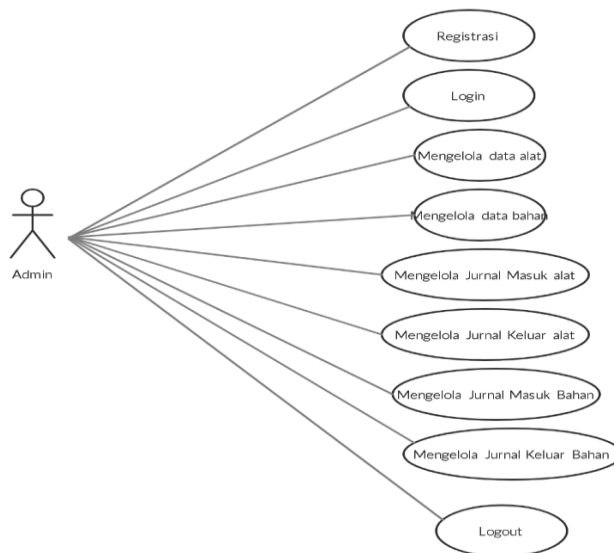 Registrasi
Login
Mengelola data alat
Mengelola data bahan
Admin
Mengelola Jurnal Masuk alat
Mengelola Jurnal Keluar alat
Mengelola Jurnal Masuk Bahan
Mengelola Jurnal Keluar Bahan
Logout